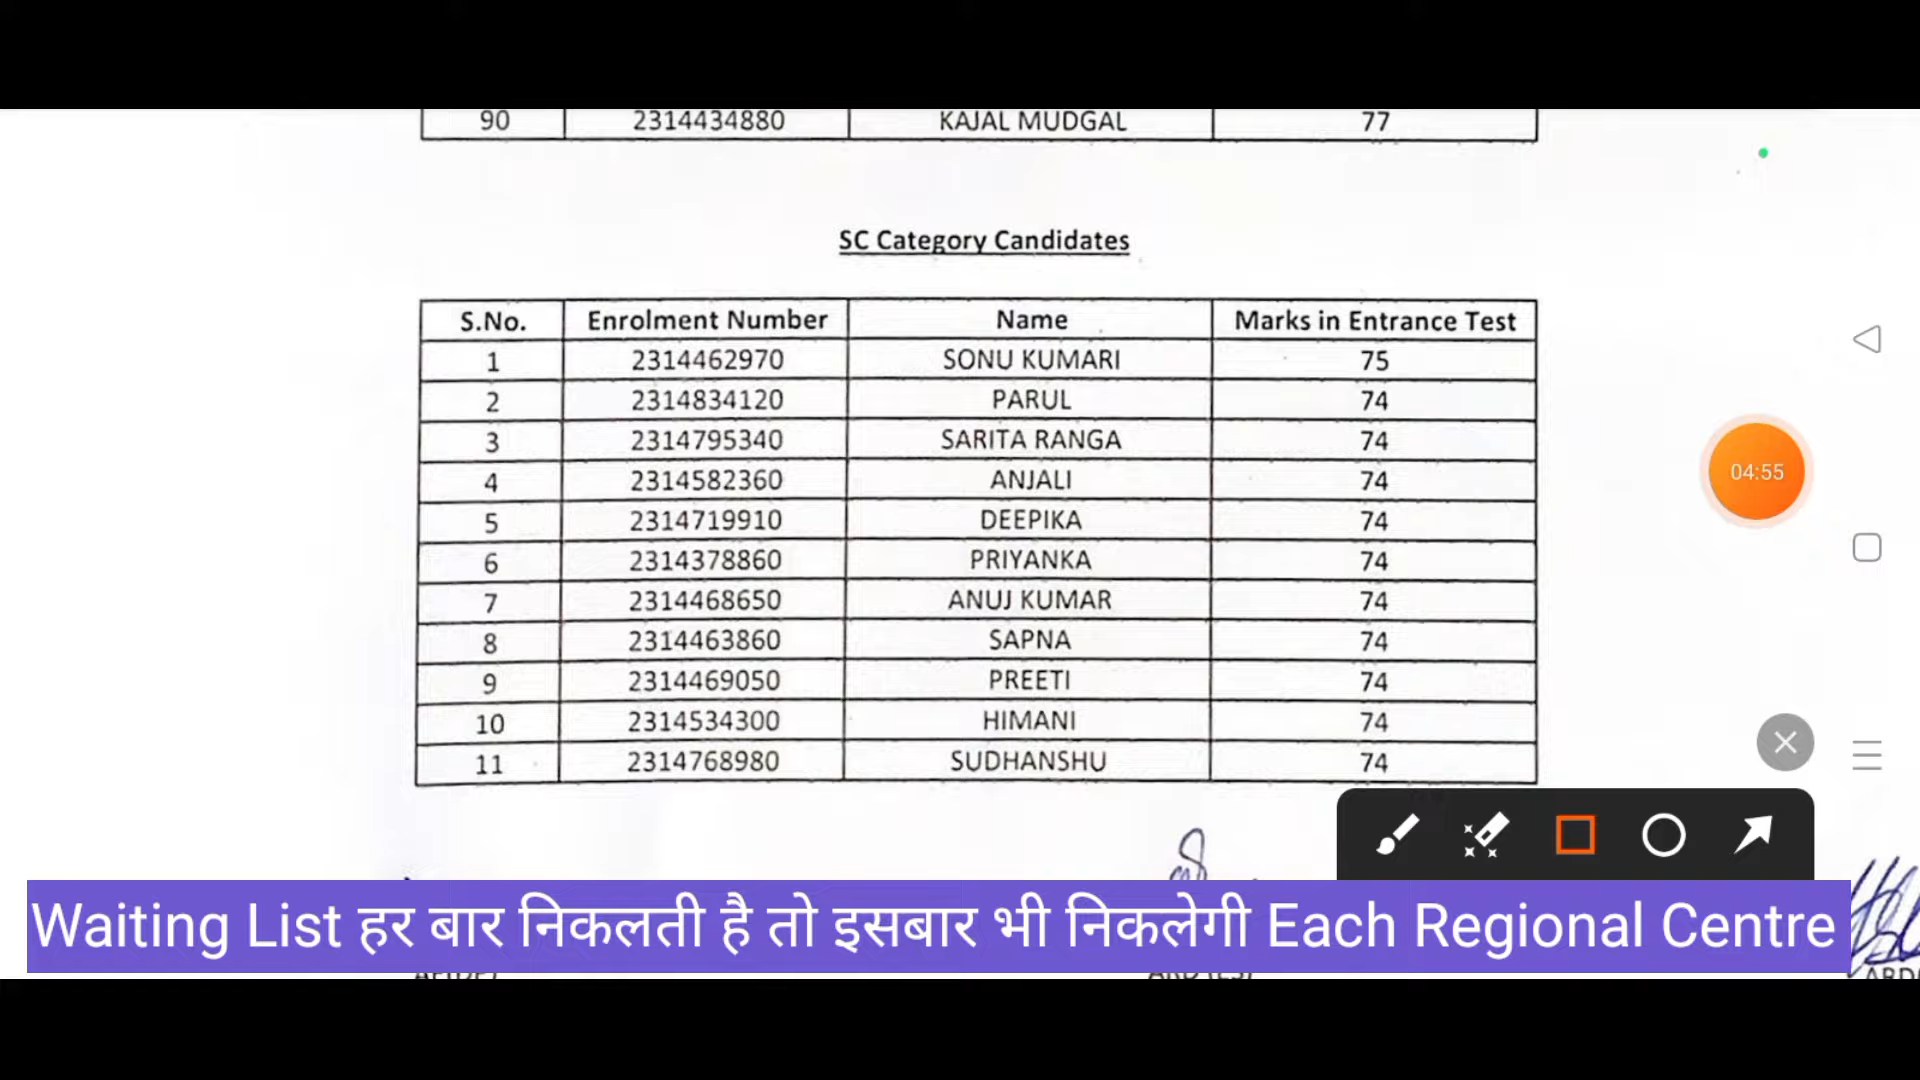 90 2314434880 KAJAL MUDGAL 77
SC Category Candidates
S.No. Enrolment Number Name Marks in Entrance Test
1 2314462970 SONU KUMARI 75
2 2314834120 PARUL 74
3 2314795340 SARITA RANGA 74
4 2314582360 ANJALI 74
5 2314719910 DEEPIKA 74
6 2314378860 PRIYANKA 74
7 2314468650 ANUJ KUMAR 74
8 2314463860 SAPNA 74
9 2314469050 PREETI 74
10 2314534300 HIMANI 74
11 2314768980 SUDHANSHU 74
04:55
Waiting List हर बार निकलती है तो इसबार भी निकलेगी Each Regional Centre